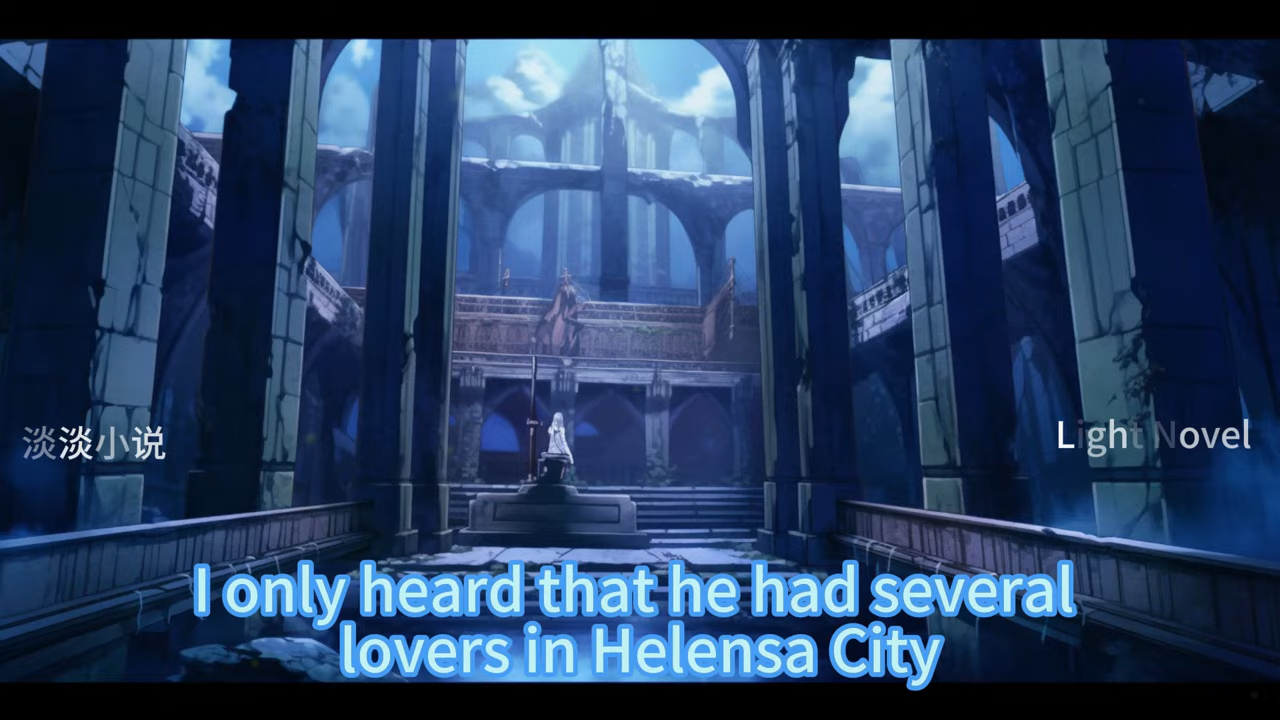 淡淡小说
Light Novel
I only heard that he had several
lovers in Helensa City